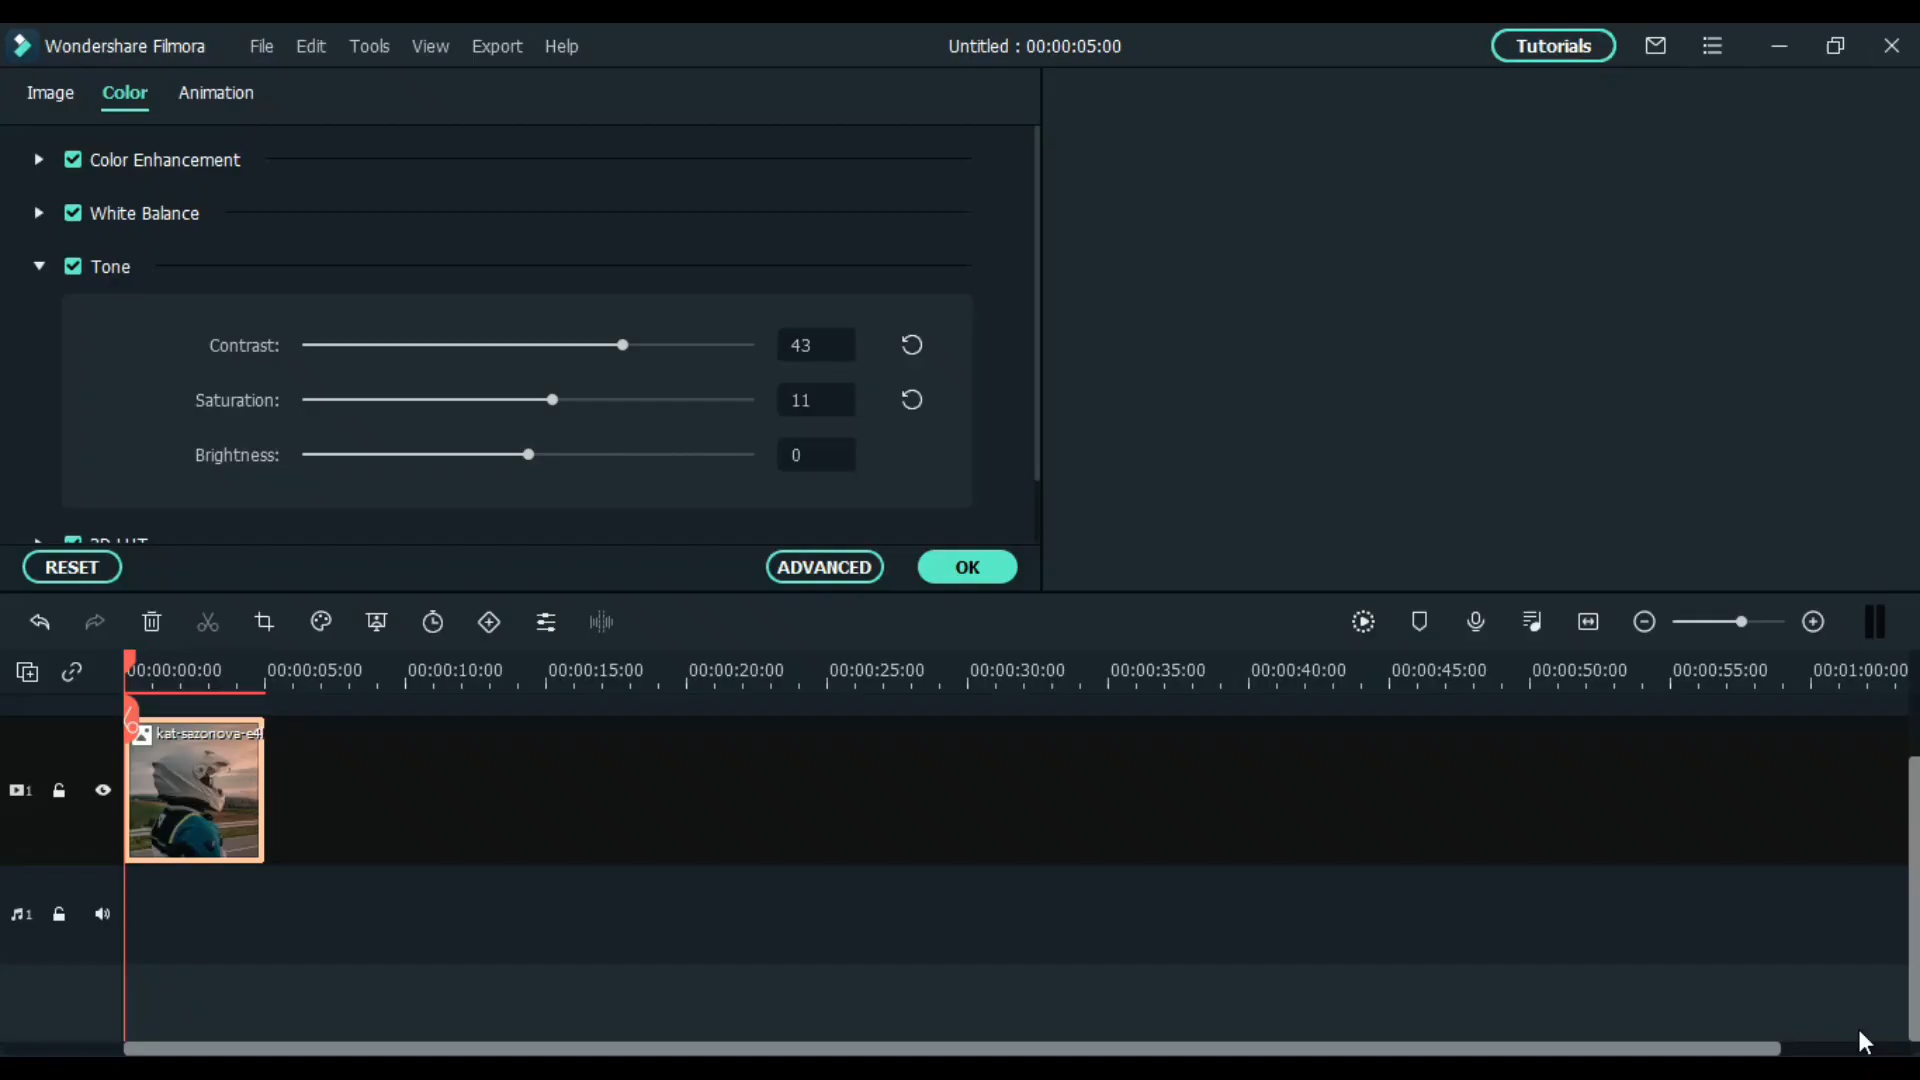 Wondershare Filmora File Edit Tools View Export Help Untitled : 00:00:05:00 Tutorials
Image Color Animation
Color Enhancement
White Balance
Tone
Contrast: 43
Saturation: 11
Brightness: 0
3D LUT
RESET ADVANCED OK
00:00:00:00 00:00:05:00 00:00:10:00 00:00:15:00 00:00:20:00 00:00:25:00 00:00:30:00 00:00:35:00 00:00:40:00 00:00:45:00 00:00:50:00 00:00:55:00 00:01:00:00
kat-sazonova-e4
1
1